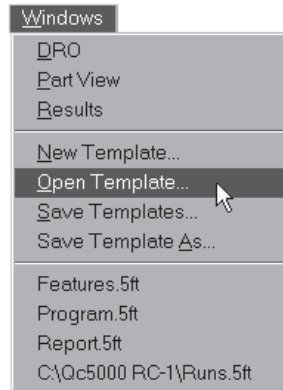 Windows
DRO
Part View
Results
New Template...
Open Template...
Save Templates...
Save Template As...
Features.5ft
Program.5ft
Report.5ft
C:\Qc5000 RC-1\Runs.5ft